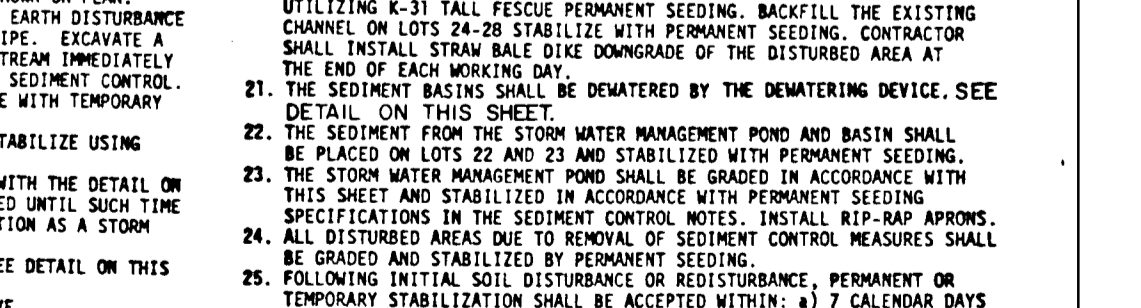 EARTH DISTURBANCE
IPE. EXCAVATE A
TREAM IMMEDIATELY
SEDIMENT CONTROL.
E WITH TEMPORARY
TABILIZE USING
WITH THE DETAIL ON
ED UNTIL SUCH TIME
TION AS A STORM
EE DETAIL ON THIS
UTILIZING K-31 TALL FESCUE PERMANENT SEEDING. BACKFILL THE EXISTING
CHANNEL ON LOTS 24-28 STABILIZE WITH PERMANENT SEEDING. CONTRACTOR
SHALL INSTALL STRAW BALE DIKE DOWNGRADE OF THE DISTURBED AREA AT
THE END OF EACH WORKING DAY.
21. THE SEDIMENT BASINS SHALL BE DEWATERED BY THE DEWATERING DEVICE. SEE
DETAIL ON THIS SHEET.
22. THE SEDIMENT FROM THE STORM WATER MANAGEMENT POND AND BASIN SHALL
BE PLACED ON LOTS 22 AND 23 AND STABILIZED WITH PERMANENT SEEDING.
23. THE STORM WATER MANAGEMENT POND SHALL BE GRADED IN ACCORDANCE WITH
THIS SHEET AND STABILIZED IN ACCORDANCE WITH PERMANENT SEEDING
SPECIFICATIONS IN THE SEDIMENT CONTROL NOTES. INSTALL RIP-RAP APRONS.
24. ALL DISTURBED AREAS DUE TO REMOVAL OF SEDIMENT CONTROL MEASURES SHALL
BE GRADED AND STABILIZED BY PERMANENT SEEDING.
25. FOLLOWING INITIAL SOIL DISTURBANCE OR REDISTURBANCE, PERMANENT OR
TEMPORARY STABILIZATION SHALL BE ACCEPTED WITHIN: a) 7 CALENDAR DAYS